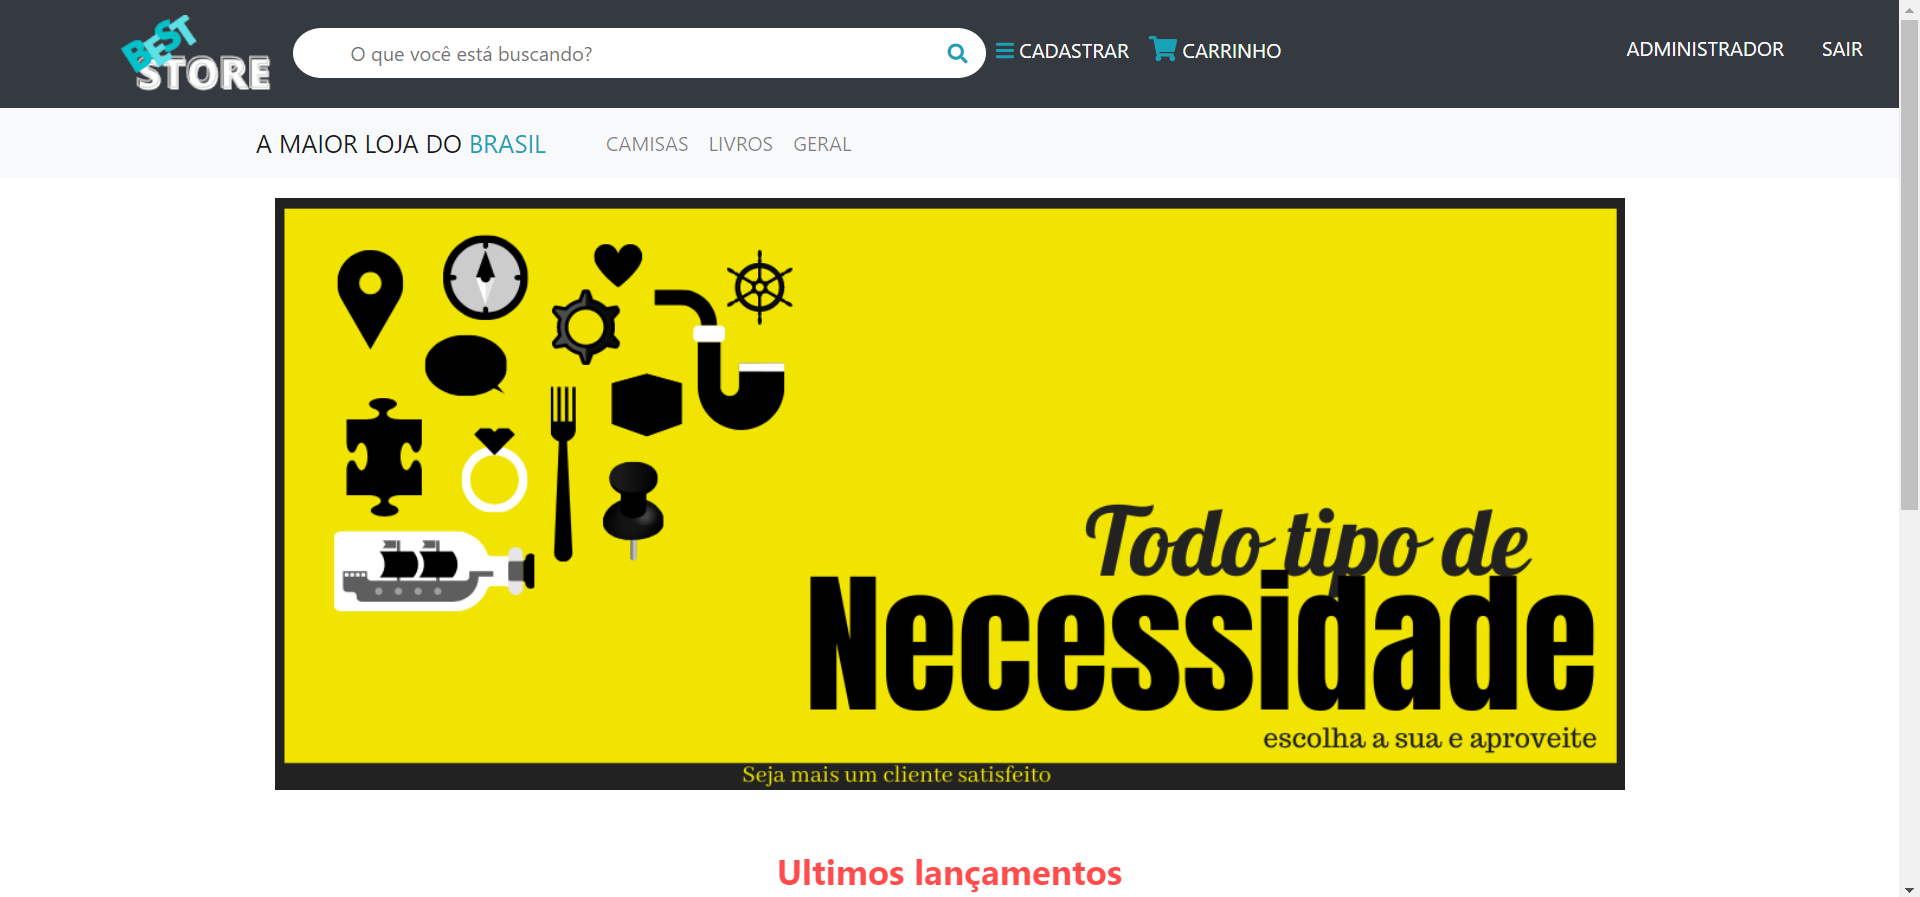 BEST
STORE
O que você está buscando?
CADASTRAR
CARRINHO
ADMINISTRADOR
SAIR
A MAIOR LOJA DO BRASIL
CAMISAS
LIVROS
GERAL
Todo tipo de
Necessidade
escolha a sua e aproveite
Seja mais um cliente satisfeito
Ultimos lançamentos